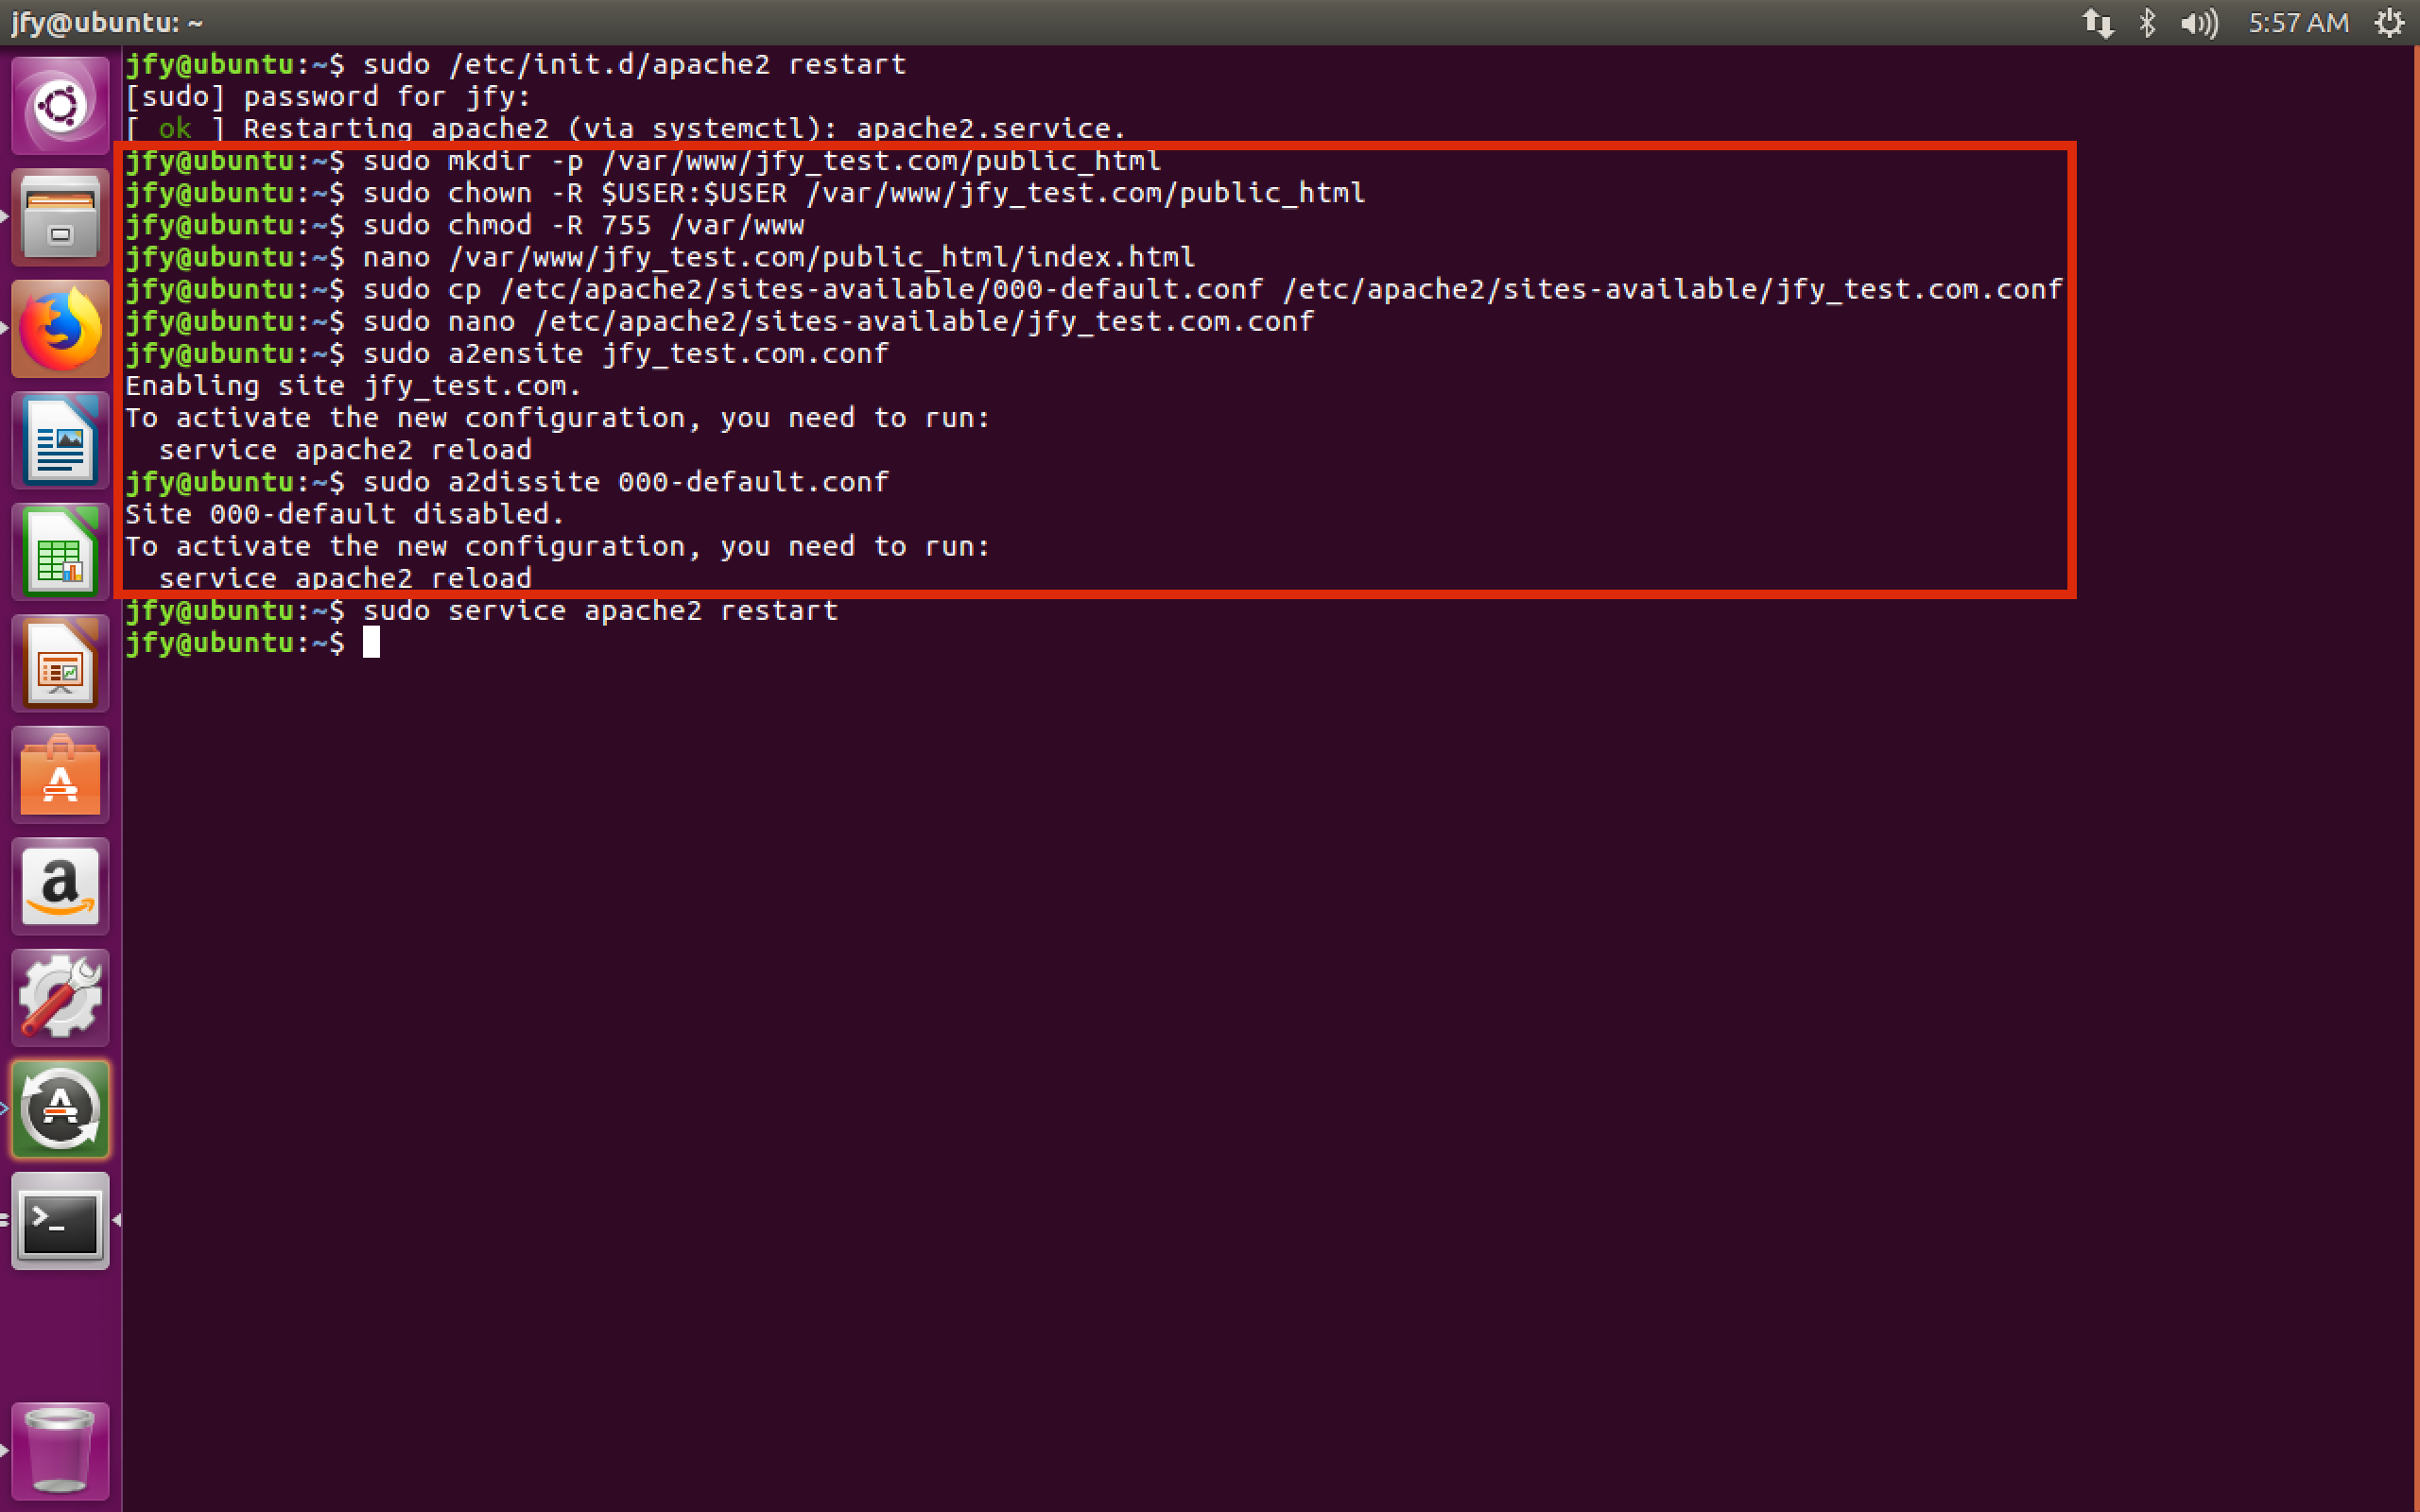 jfy@ubuntu: ~
5:57 AM
jfy@ubuntu:~$ sudo /etc/init.d/apache2 restart
[sudo] password for jfy:
[ ok ] Restarting apache2 (via systemctl): apache2.service.
jfy@ubuntu:~$ sudo mkdir -p /var/www/jfy_test.com/public_html
jfy@ubuntu:~$ sudo chown -R $USER:$USER /var/www/jfy_test.com/public_html
jfy@ubuntu:~$ sudo chmod -R 755 /var/www
jfy@ubuntu:~$ nano /var/www/jfy_test.com/public_html/index.html
jfy@ubuntu:~$ sudo cp /etc/apache2/sites-available/000-default.conf /etc/apache2/sites-available/jfy_test.com.conf
jfy@ubuntu:~$ sudo nano /etc/apache2/sites-available/jfy_test.com.conf
jfy@ubuntu:~$ sudo a2ensite jfy_test.com.conf
Enabling site jfy_test.com.
To activate the new configuration, you need to run:
  service apache2 reload
jfy@ubuntu:~$ sudo a2dissite 000-default.conf
Site 000-default disabled.
To activate the new configuration, you need to run:
  service apache2 reload
jfy@ubuntu:~$ sudo service apache2 restart
jfy@ubuntu:~$